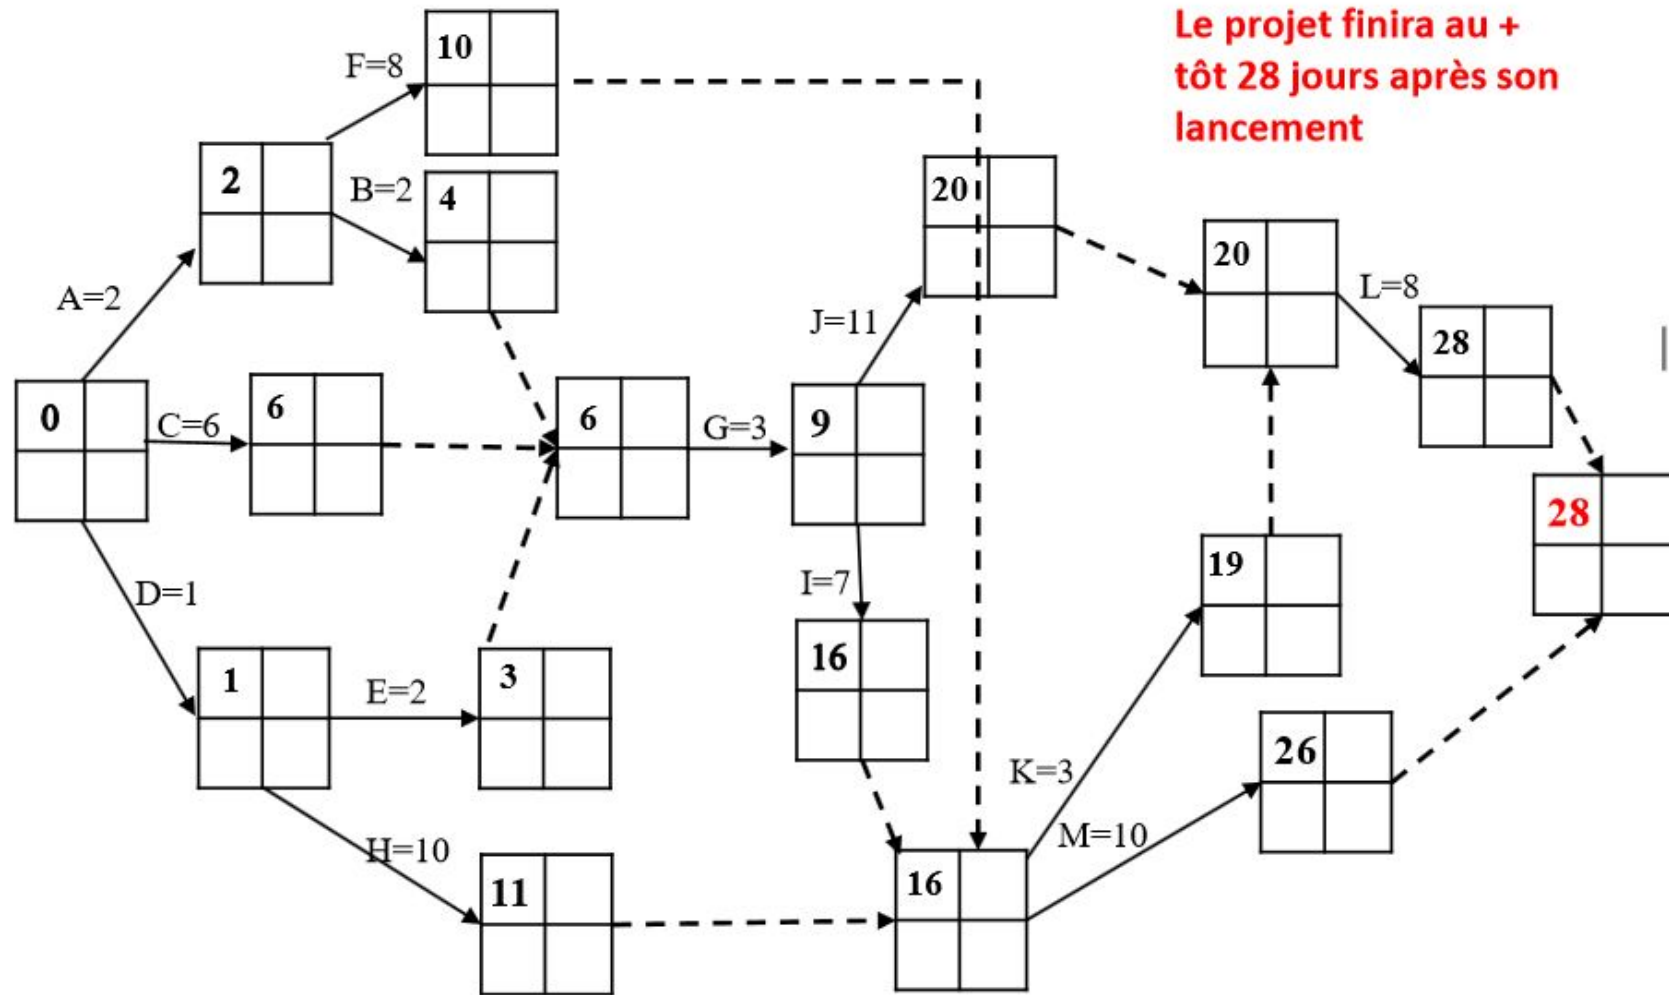 Le projet finira au +
tôt 28 jours après son
lancement
10
F=8
2
B=2
4
20
20
A=2
L=8
J=11
28
0
C=6
6
6
G=3
9
28
D=1
I=7
19
16
1
E=2
3
K=3
26
M=10
H=10
11
16